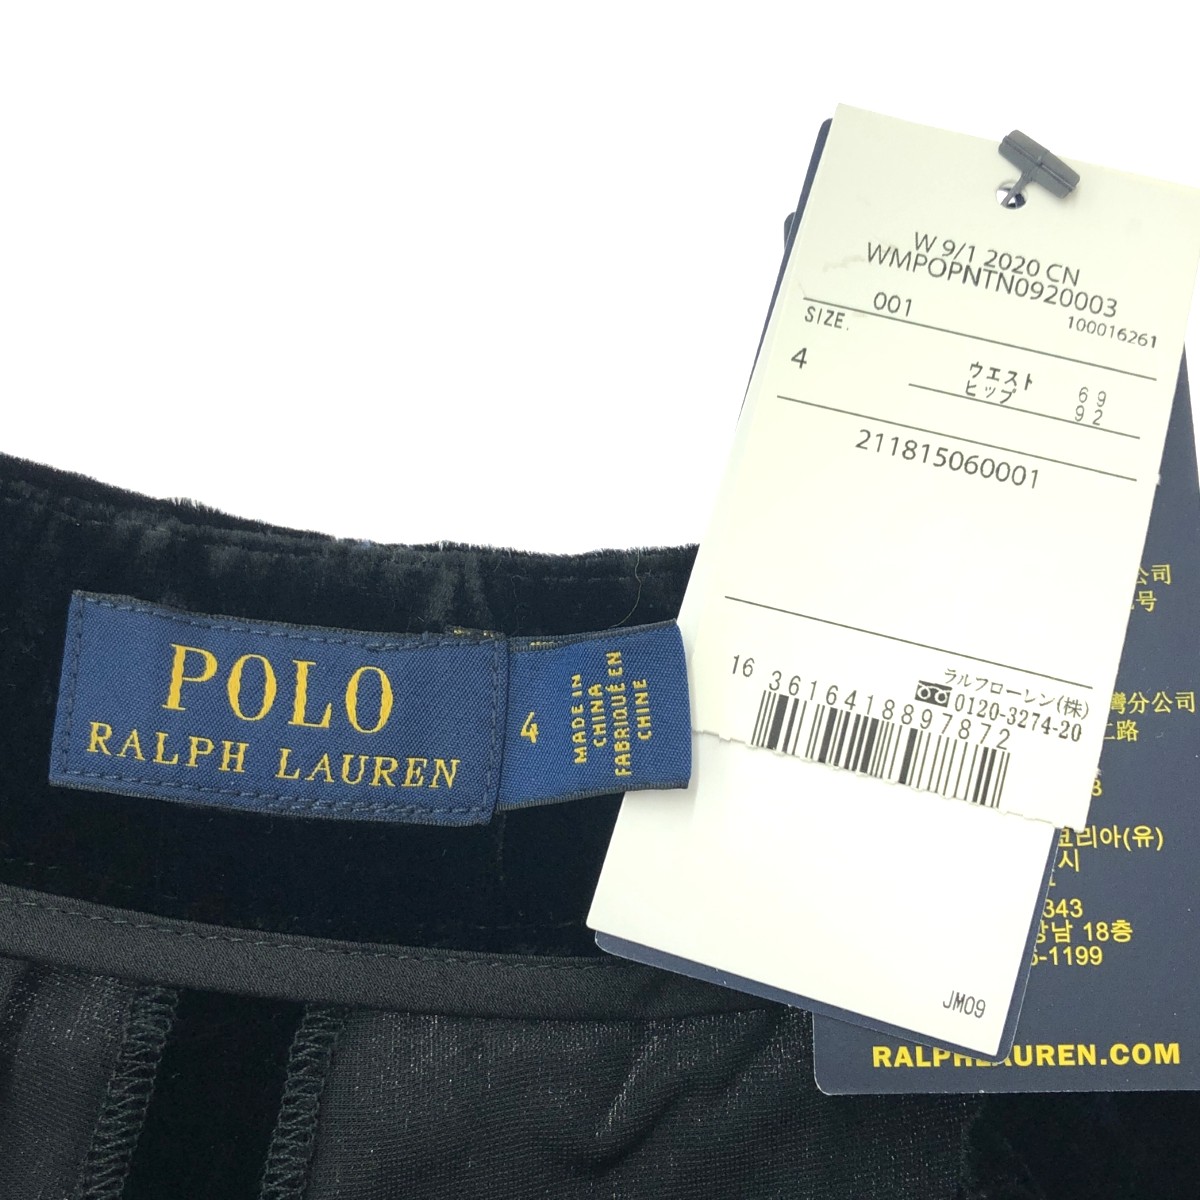 POLO
RALPH LAUREN
4
MADE IN
CHINA
FABRIQUÉ EN
CHINE
W 9/1 2020 CN
WMPOPNTN0920003
001
100016261
SIZE.
4
ウエスト 69
ヒップ 92
211815060001
ラルフローレン(株)
0120-3274-20
16 3616418897872
JM09
公司
号
灣分公司
路
코리아(유)
시
343
강남 18층
-1199
RALPHLAUREN.COM